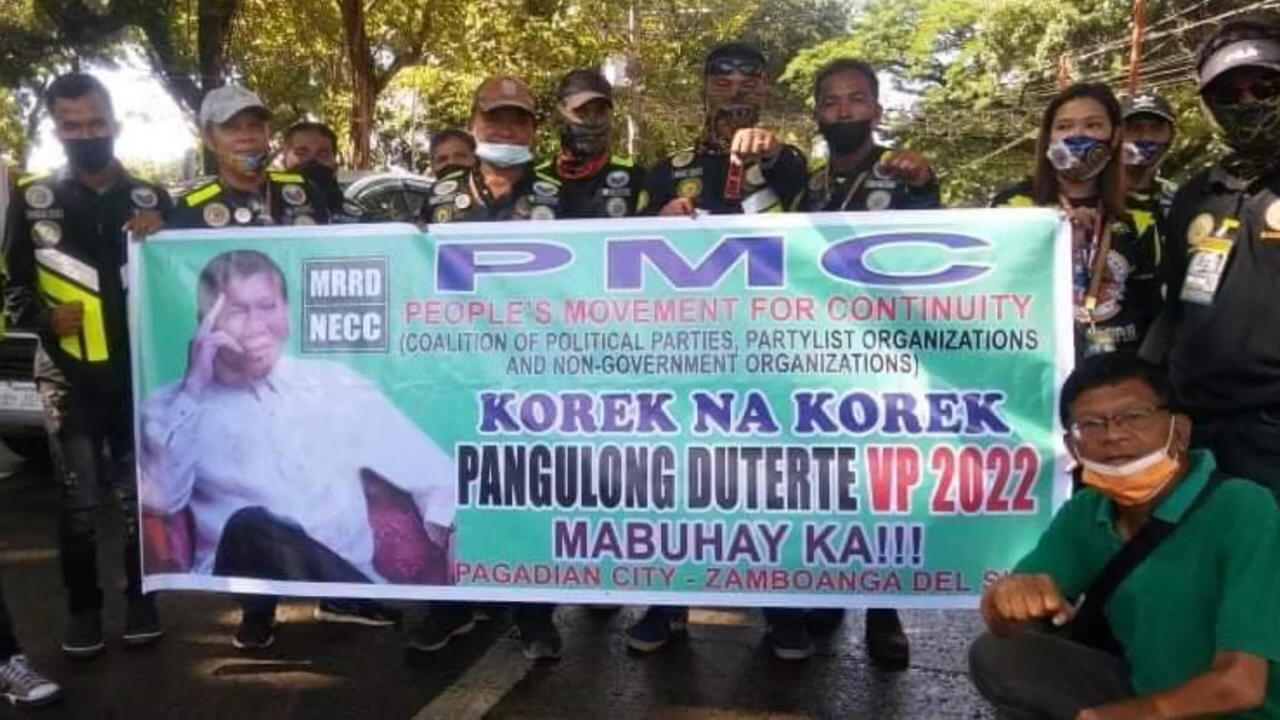 MRRD
NECC
PMC
PEOPLE'S MOVEMENT FOR CONTINUITY
(COALITION OF POLITICAL PARTIES, PARTYLIST ORGANIZATIONS
AND NON-GOVERNMENT ORGANIZATIONS)
KOREK NA KOREK
PANGULONG DUTERTE VP 2022
MABUHAY KA!!!
PAGADIAN CITY - ZAMBOANGA DEL